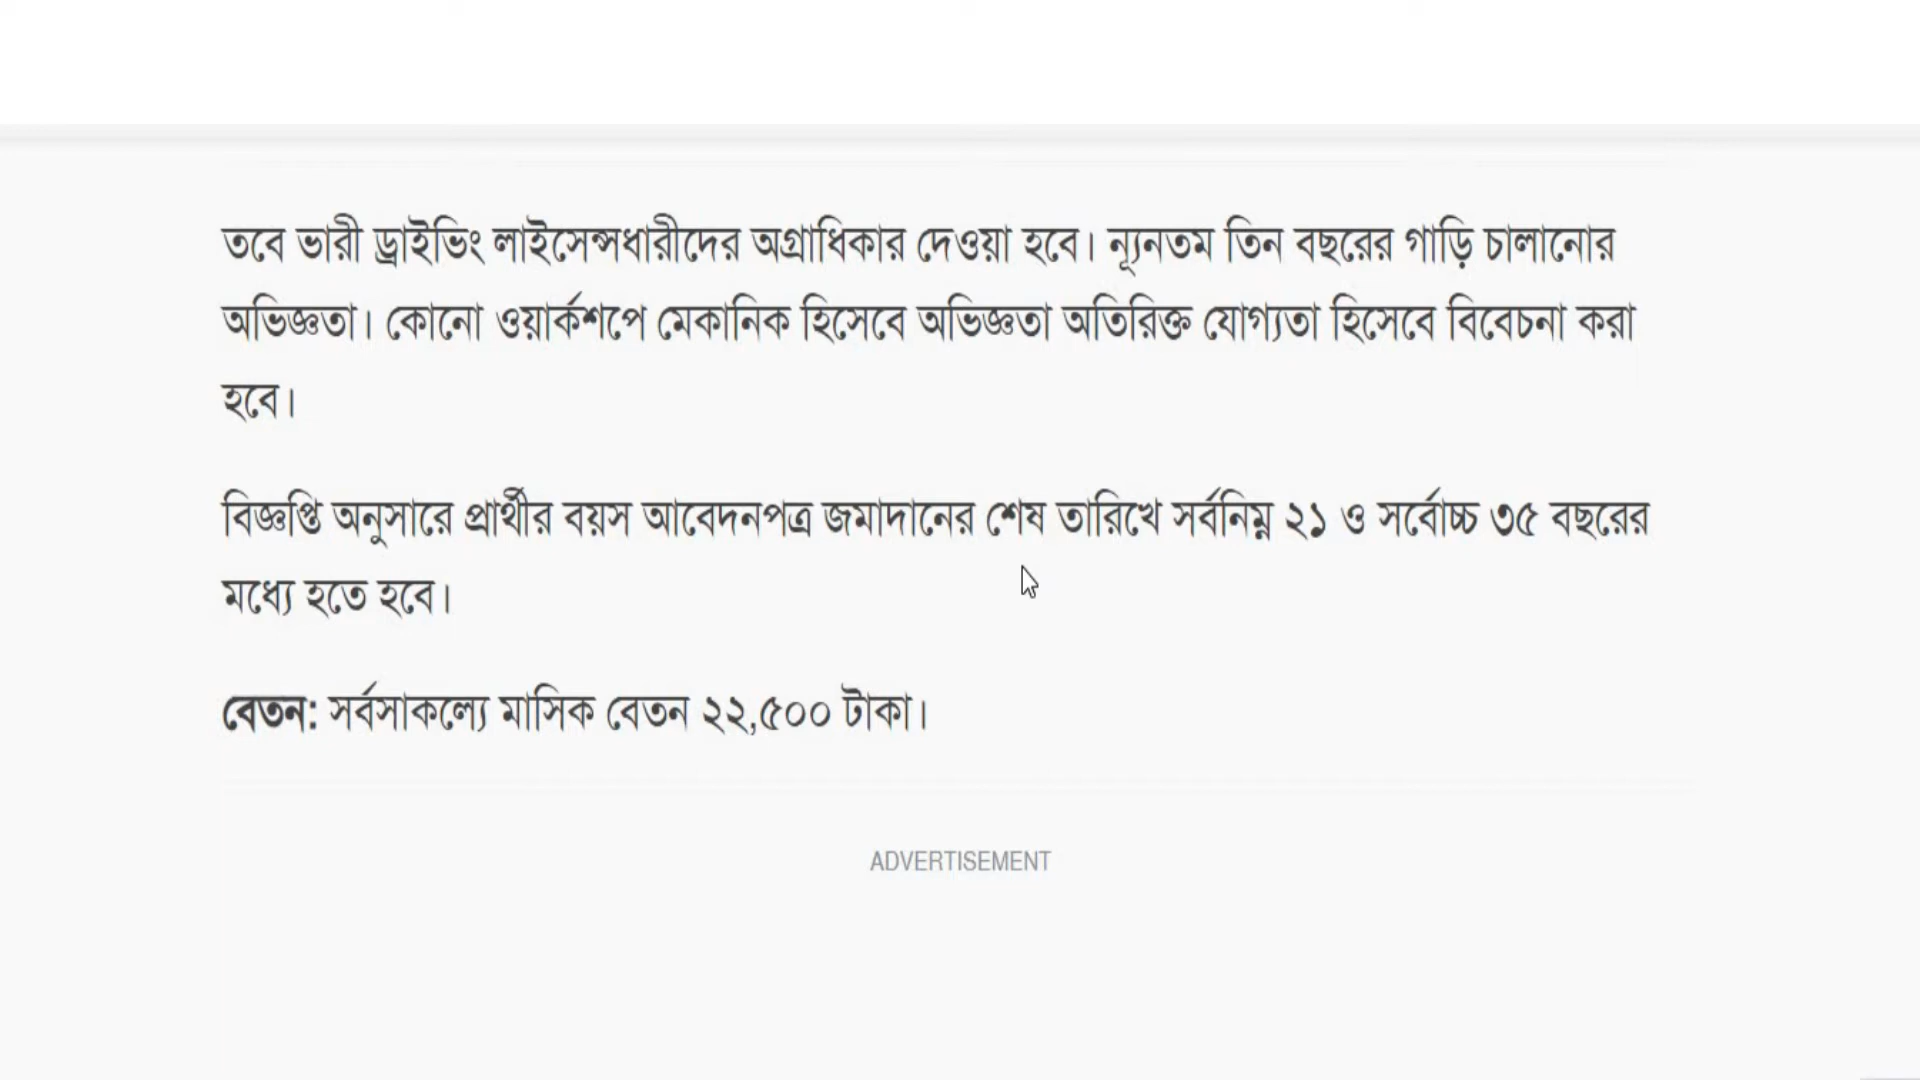 তবে ভারী ড্রাইভিং লাইসেন্সধারীদের অগ্রাধিকার দেওয়া হবে। ন্যূনতম তিন বছরের গাড়ি চালানোর
অভিজ্ঞতা। কোনো ওয়ার্কশপে মেকানিক হিসেবে অভিজ্ঞতা অতিরিক্ত যোগ্যতা হিসেবে বিবেচনা করা
হবে।
বিজ্ঞপ্তি অনুসারে প্রার্থীর বয়স আবেদনপত্র জমাদানের শেষ তারিখে সর্বনিম্ন ২১ ও সর্বোচ্চ ৩৫ বছরের
মধ্যে হতে হবে।
বেতন: সর্বসাকল্যে মাসিক বেতন ২২,৫০০ টাকা।
ADVERTISEMENT